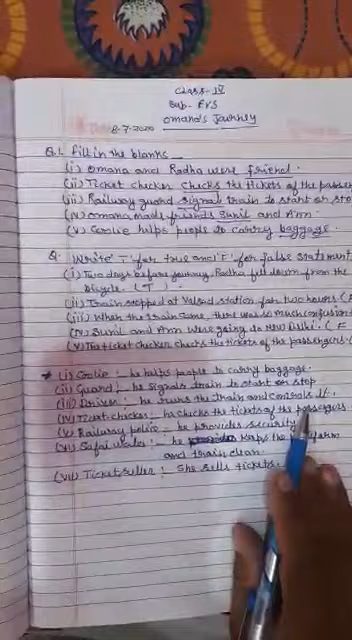 Class-IV
Sub- EVS
Omana's Journey
8-7-2020
Q.1. fill in the blanks
(i) Omana and Radha were friend.
(ii) Ticket checker checks the tickets of the
(iii) Railway guard signal train to start or
(iv) Omana made friends Sunil and Ann
(v) Coolie helps people to carry baggage.
Q. Write 'T' for true and 'F' for false statement
(i) Two days before journey, Radha fell down from the
bicycle. (T)
(ii) Train stopped at Valsad station for two hours (F
(iii) When the train came, there was much confusion
(iv) Sunil and Ann were going to New Delhi. (F
(v) The ticket checker checks the tickets of the passengers. (
(i) Coolie :- he helps people to carry baggage.
(ii) Guard :- he signals train to start or stop
(iii) Driver :- he runs the train and controls it.
(iv) Ticket checker :- he checks the tickets of the passengers.
(v) Railway police - he provides security
(vi) Safai wala :- he keeps the
and train clean.
(vii) Ticket seller :- She sells tickets.